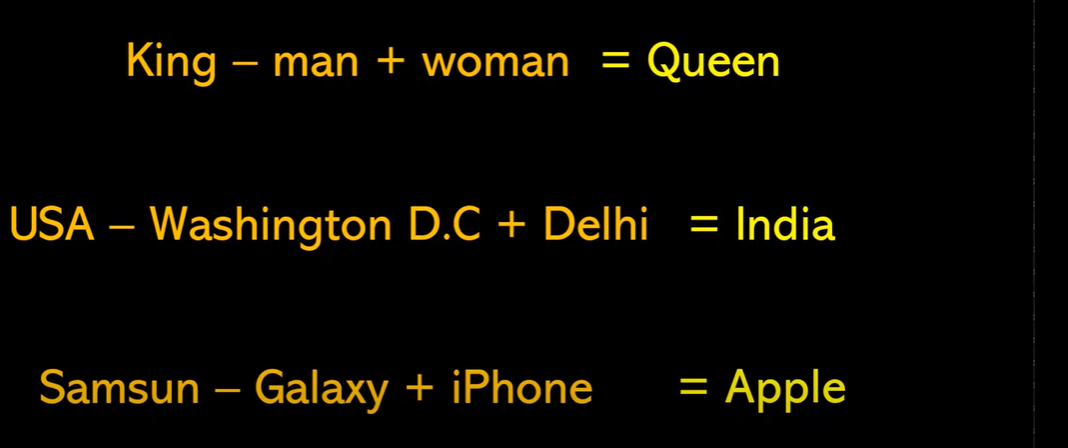 King – man + woman = Queen
USA – Washington D.C + Delhi = India
Samsun – Galaxy + iPhone = Apple